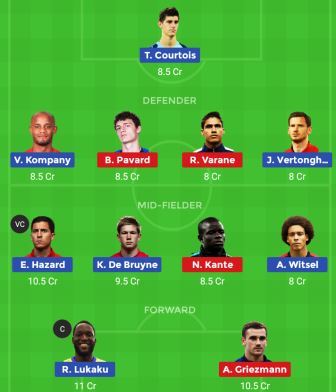 T. Courtois
8.5 Cr
DEFENDER
V. Kompany B. Pavard R. Varane J. Vertongh...
8.5 Cr 8.5 Cr 8 Cr 8 Cr
MID-FIELDER
VC
E. Hazard K. De Bruyne N. Kante A. Witsel
10.5 Cr 9.5 Cr 8.5 Cr 8 Cr
FORWARD
C
R. Lukaku A. Griezmann
11 Cr 10.5 Cr